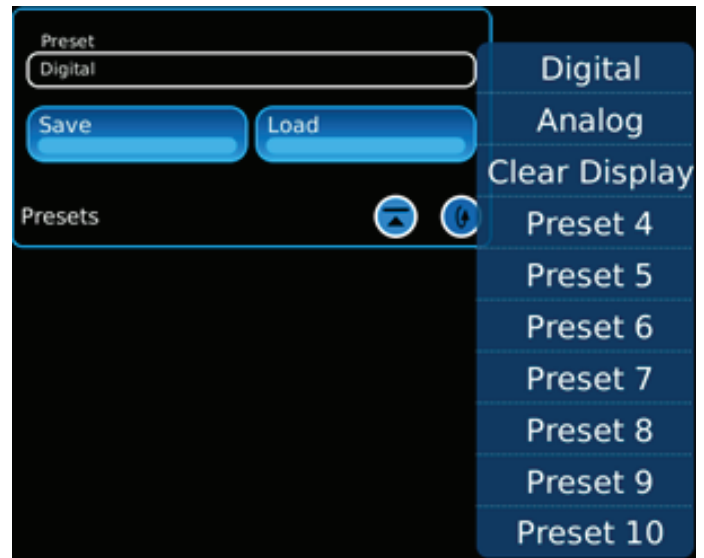 Preset
Digital
Save
Load
Presets
Digital
Analog
Clear Display
Preset 4
Preset 5
Preset 6
Preset 7
Preset 8
Preset 9
Preset 10